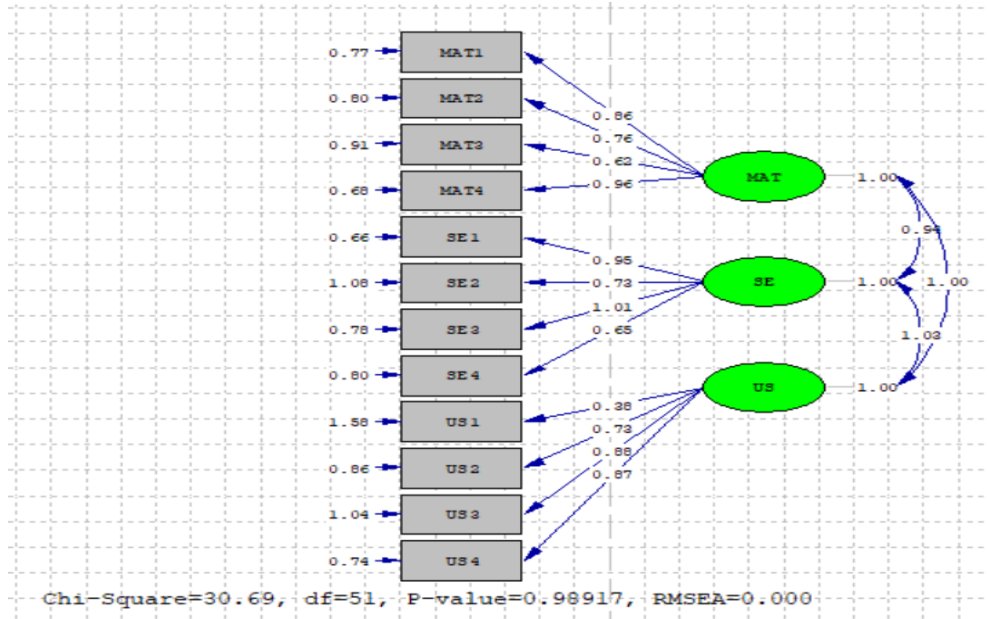 0.77 MAT1
0.80 MAT2
0.86
0.76
0.91 MAT3
0.62
MAT 1.00
0.68 MAT4
0.96
0.94
0.66 SE1
0.95
1.08 SE2
0.73
SE 1.00 1.00
1.01
0.78 SE3
0.65
1.03
0.80 SE4
US 1.00
0.38
1.58 US1
0.73
0.88
0.86 US2
0.87
1.04 US3
0.74 US4
Chi-Square=30.69, df=51, P-value=0.98917, RMSEA=0.000